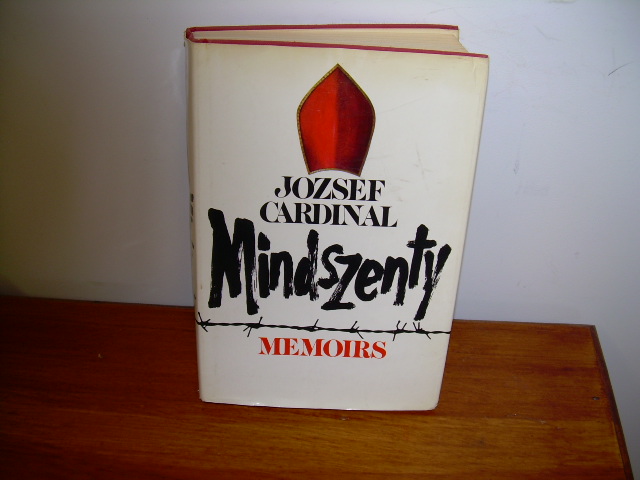 JOZSEF
CARDINAL
Mindszenty
MEMOIRS